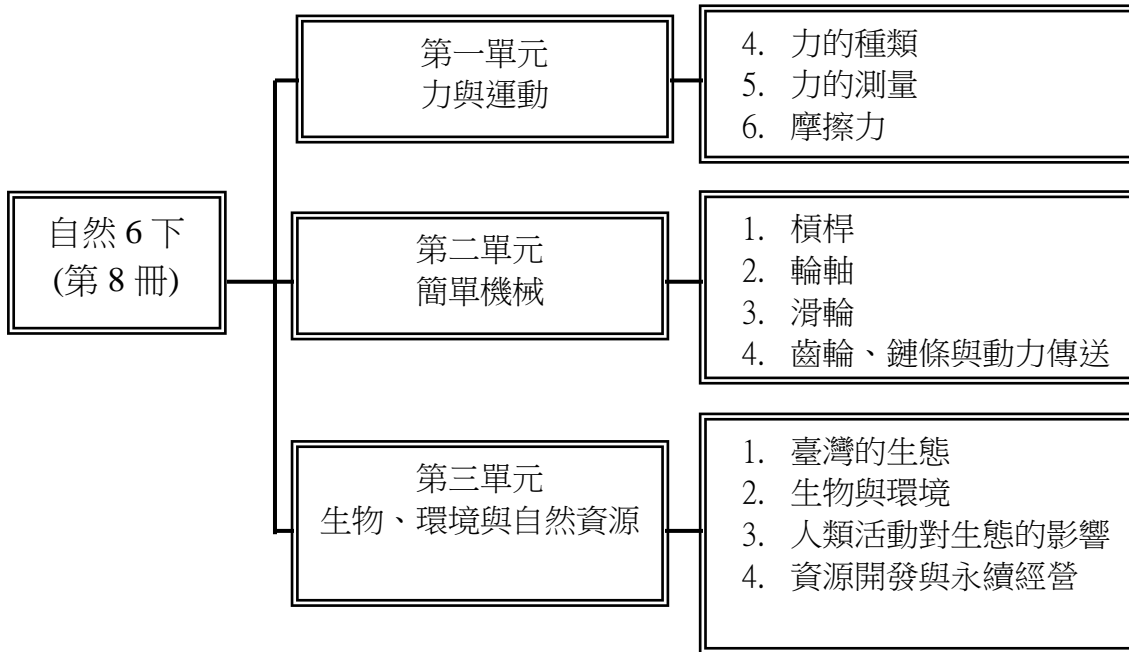 自然 6 下
(第 8 冊)
第一單元
力與運動
4. 力的種類
5. 力的測量
6. 摩擦力
第二單元
簡單機械
1. 槓桿
2. 輪軸
3. 滑輪
4. 齒輪、鏈條與動力傳送
第三單元
生物、環境與自然資源
1. 臺灣的生態
2. 生物與環境
3. 人類活動對生態的影響
4. 資源開發與永續經營